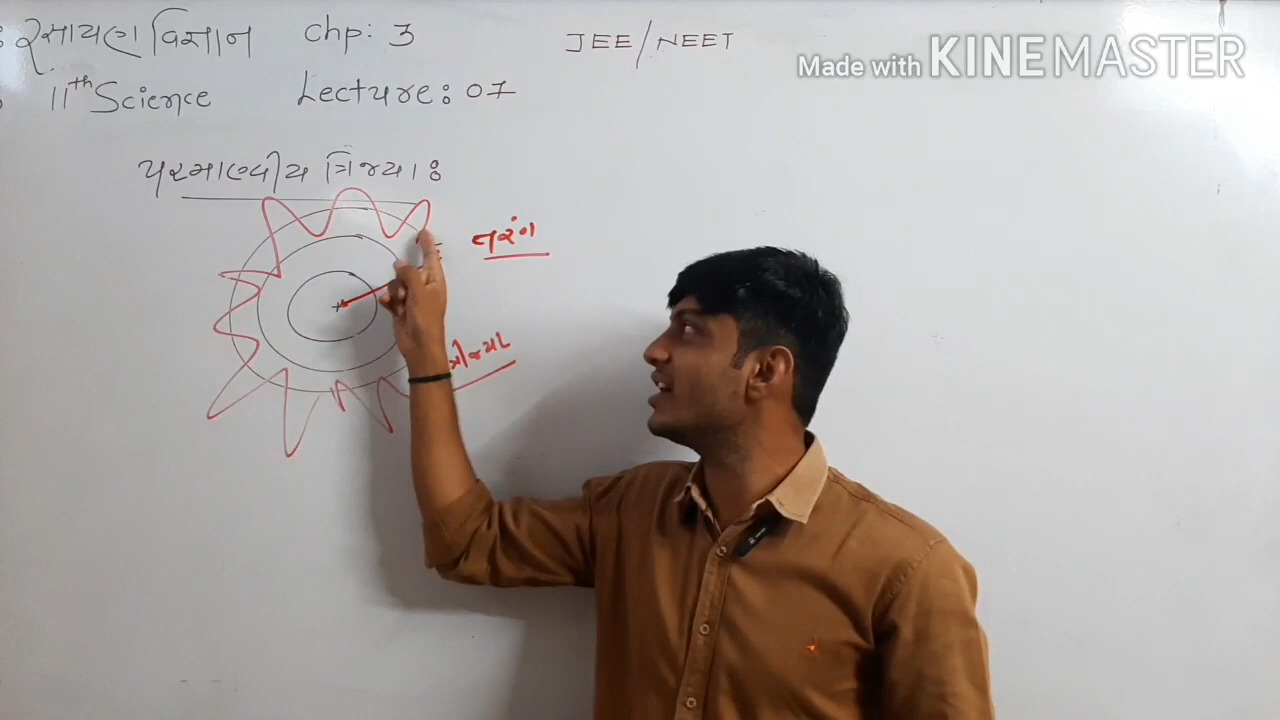 રસાયણ વિજ્ઞાન Chp: 3 JEE/NEET
Made with KINEMASTER
11th Science Lecture: 07
પરમાણ્વીય ત્રિજ્યા:
તરંગ
ત્રિજ્યા